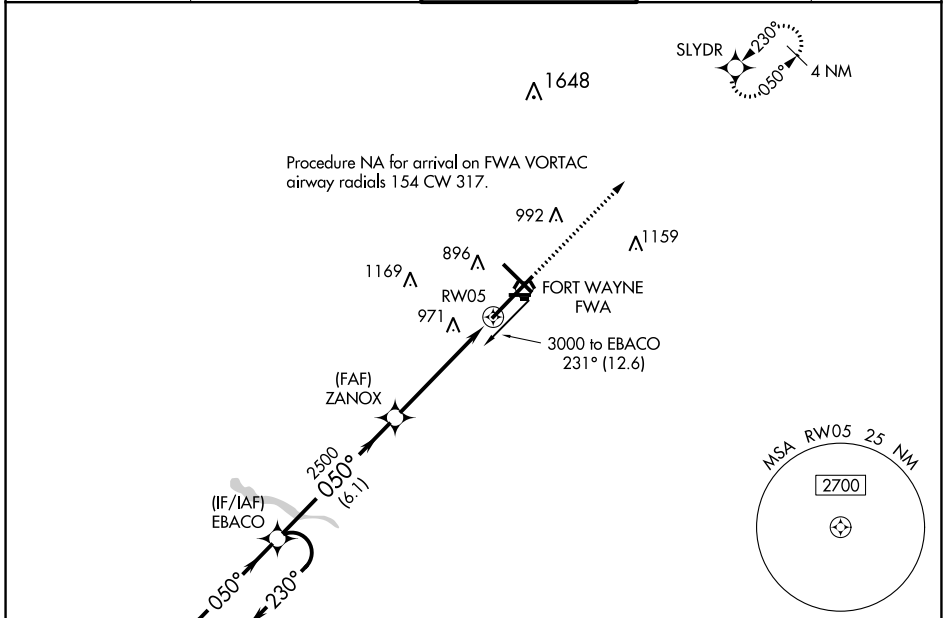 SLYDR
230°
050°
4 NM
1648
Procedure NA for arrival on FWA VORTAC
airway radials 154 CW 317.
992
1159
896
1169
RW05
FORT WAYNE
FWA
971
3000 to EBACO
231° (12.6)
(FAF)
ZANOX
2500
050°
(6.1)
(IF/IAF)
EBACO
050°
230°
MSA RW05 25 NM
2700